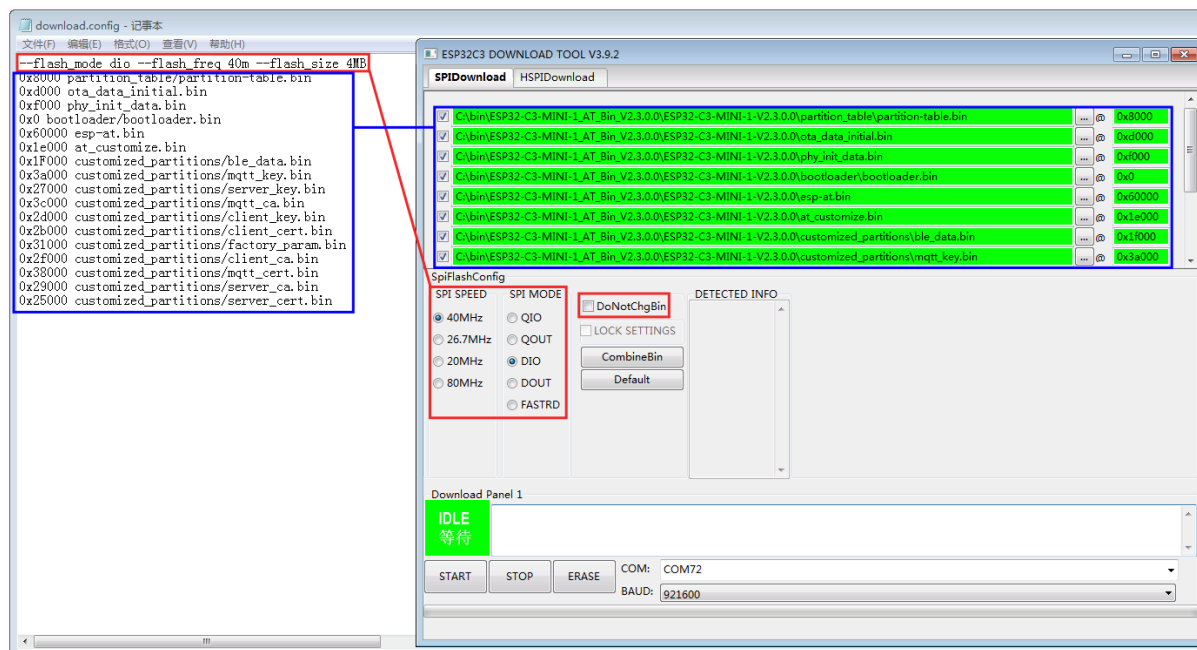 download.config - 记事本
文件(F) 编辑(E) 格式(O) 查看(V) 帮助(H)
--flash_mode dio --flash_freq 40m --flash_size 4MB
0x8000 partition_table/partition-table.bin
0xd000 ota_data_initial.bin
0xf000 phy_init_data.bin
0x0 bootloader/bootloader.bin
0x60000 esp-at.bin
0x1e000 at_customize.bin
0x1F000 customized_partitions/ble_data.bin
0x3a000 customized_partitions/mqtt_key.bin
0x27000 customized_partitions/server_key.bin
0x3c000 customized_partitions/mqtt_ca.bin
0x2d000 customized_partitions/client_key.bin
0x2b000 customized_partitions/client_cert.bin
0x31000 customized_partitions/factory_param.bin
0x2f000 customized_partitions/client_ca.bin
0x38000 customized_partitions/mqtt_cert.bin
0x29000 customized_partitions/server_ca.bin
0x25000 customized_partitions/server_cert.bin
ESP32C3 DOWNLOAD TOOL V3.9.2
SPIDownload HSPIDownload
C:\bin\ESP32-C3-MINI-1_AT_Bin_V2.3.0.0\ESP32-C3-MINI-1-V2.3.0.0\partition_table\partition-table.bin ... @ 0x8000
C:\bin\ESP32-C3-MINI-1_AT_Bin_V2.3.0.0\ESP32-C3-MINI-1-V2.3.0.0\ota_data_initial.bin ... @ 0xd000
C:\bin\ESP32-C3-MINI-1_AT_Bin_V2.3.0.0\ESP32-C3-MINI-1-V2.3.0.0\phy_init_data.bin ... @ 0xf000
C:\bin\ESP32-C3-MINI-1_AT_Bin_V2.3.0.0\ESP32-C3-MINI-1-V2.3.0.0\bootloader\bootloader.bin ... @ 0x0
C:\bin\ESP32-C3-MINI-1_AT_Bin_V2.3.0.0\ESP32-C3-MINI-1-V2.3.0.0\esp-at.bin ... @ 0x60000
C:\bin\ESP32-C3-MINI-1_AT_Bin_V2.3.0.0\ESP32-C3-MINI-1-V2.3.0.0\at_customize.bin ... @ 0x1e000
C:\bin\ESP32-C3-MINI-1_AT_Bin_V2.3.0.0\ESP32-C3-MINI-1-V2.3.0.0\customized_partitions\ble_data.bin ... @ 0x1f000
C:\bin\ESP32-C3-MINI-1_AT_Bin_V2.3.0.0\ESP32-C3-MINI-1-V2.3.0.0\customized_partitions\mqtt_key.bin ... @ 0x3a000
SpiFlashConfig
SPI SPEED SPI MODE DETECTED INFO
DoNotChgBin
40MHz QIO
LOCK SETTINGS
26.7MHz QOUT
20MHz DIO CombineBin
80MHz DOUT Default
FASTRD
Download Panel 1
IDLE
等待
START STOP ERASE
COM: COM72
BAUD: 921600